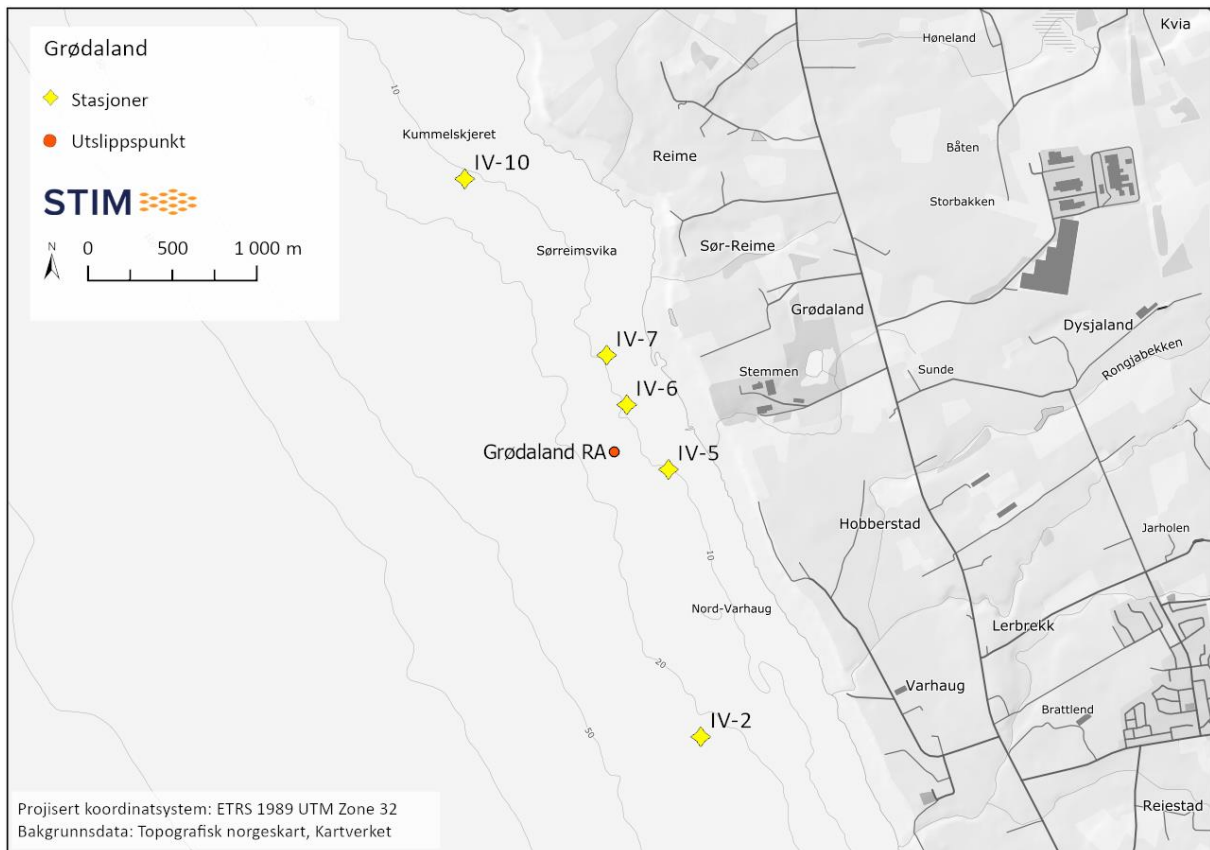 Grødaland
Stasjoner
Utslippspunkt
STIM
N
0 500 1 000 m
Kvia
Høneland
10
Kummelskjeret
IV-10
Reime
Båten
Storbakken
Sørreimsvika
Sør-Reime
Grødaland
Dysjaland
IV-7
Rongjabekken
Stemmen
Sunde
IV-6
Grødaland RA
IV-5
Hobberstad
Jarholen
10
Nord-Varhaug
Lerbrekk
20
Varhaug
Brattlend
IV-2
50
Projisert koordinatsystem: ETRS 1989 UTM Zone 32
Bakgrunnsdata: Topografisk norgeskart, Kartverket
Reiestad